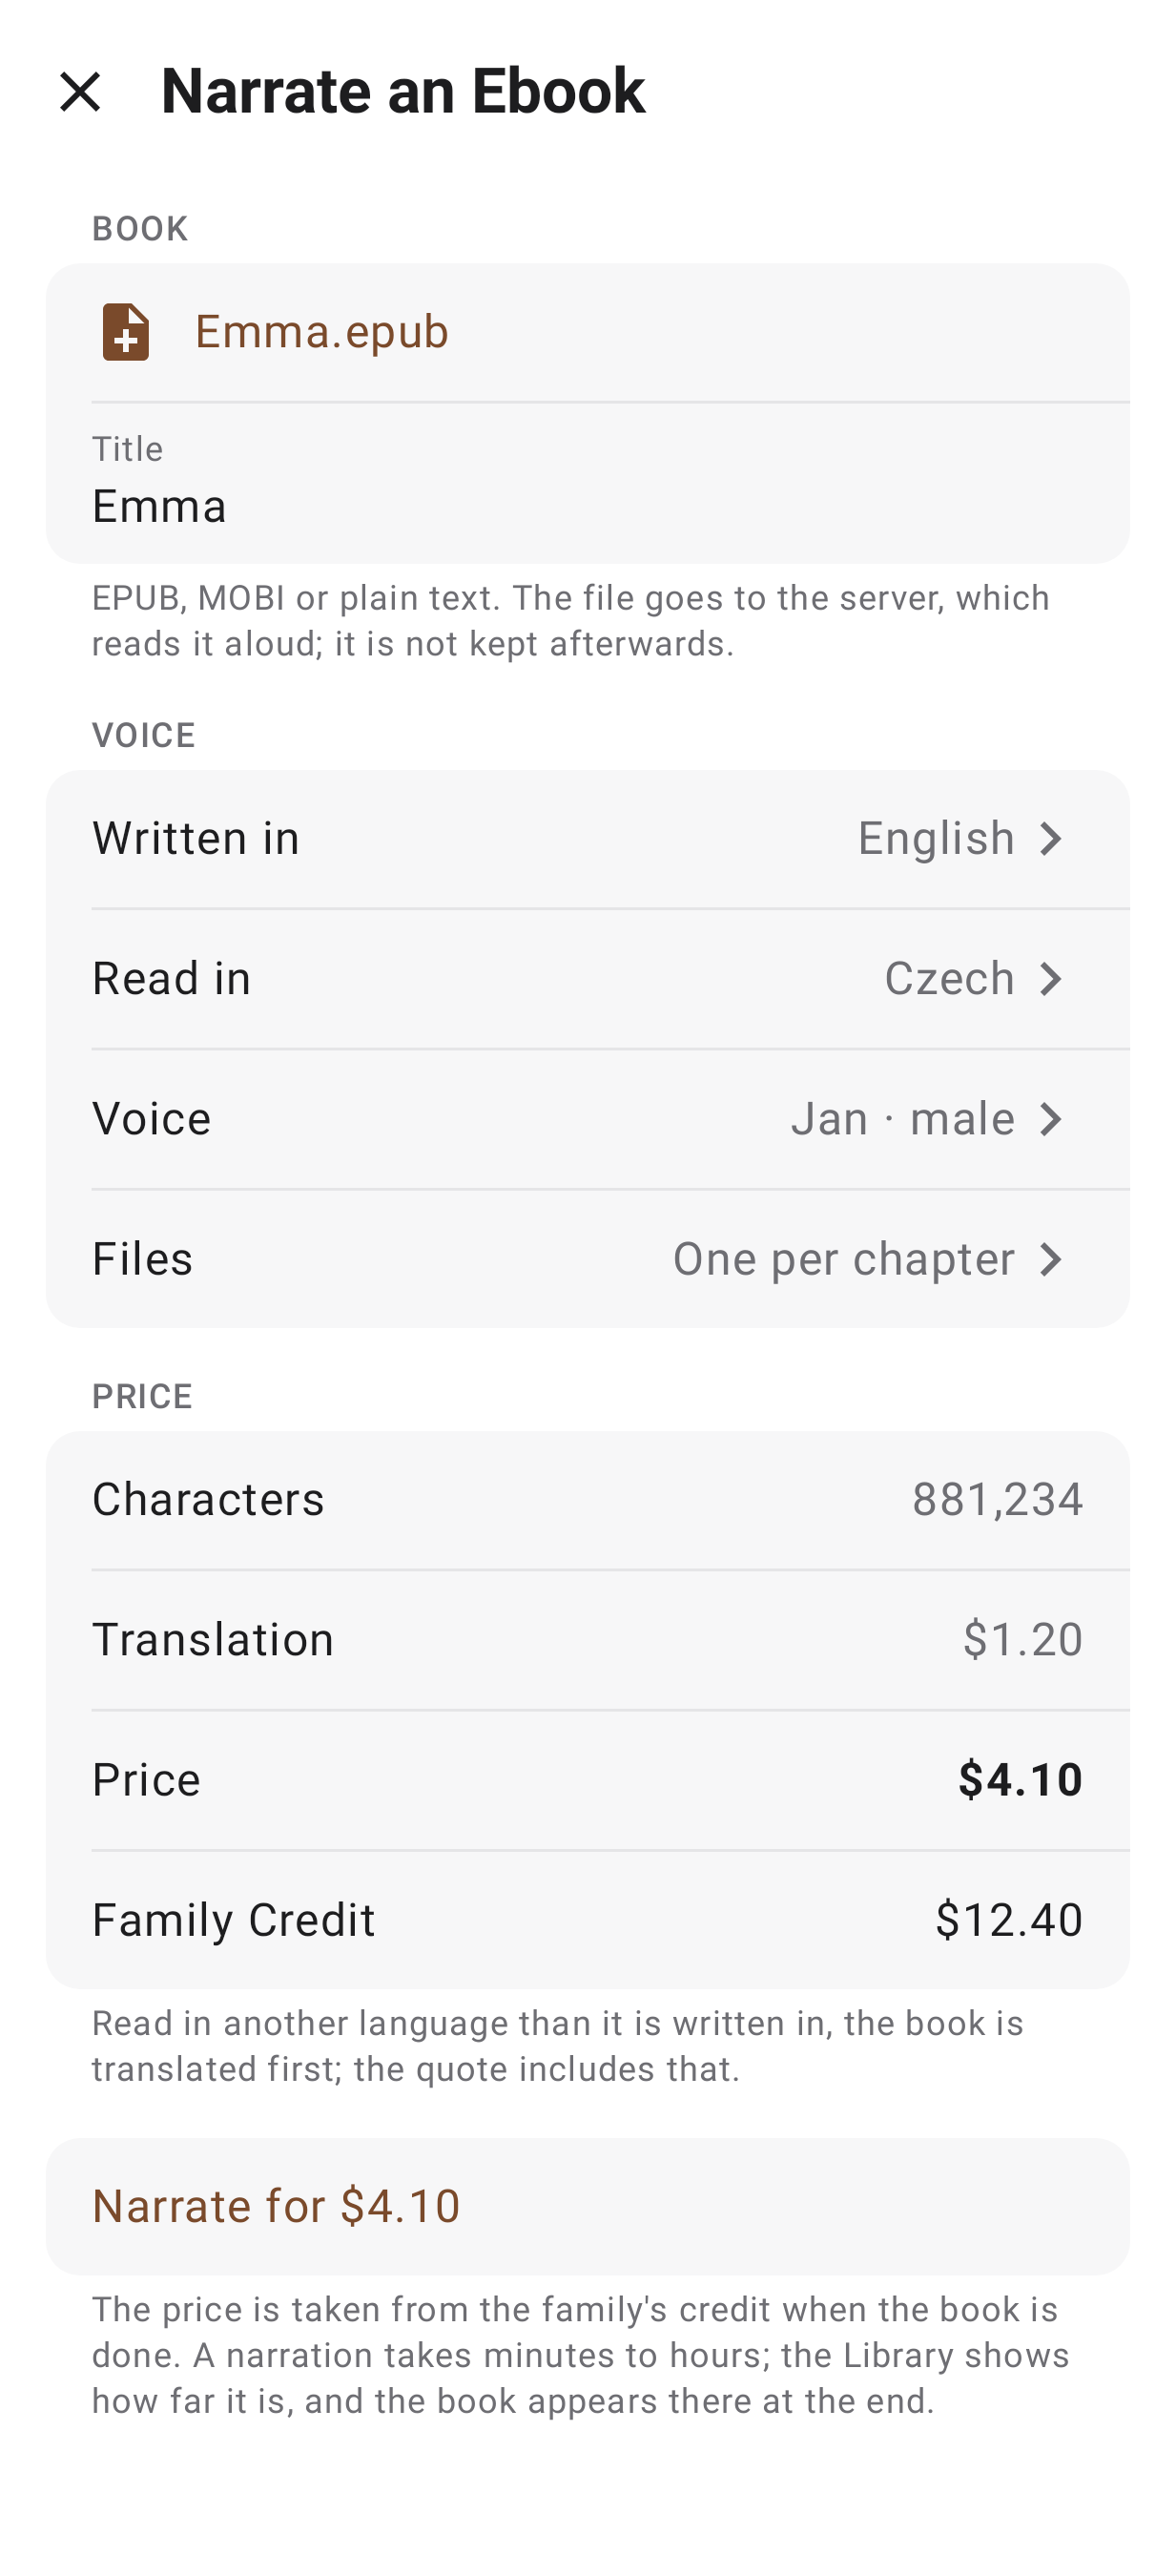 Narrate an Ebook
BOOK
Emma.epub
Title
Emma
EPUB, MOBI or plain text. The file goes to the server, which
reads it aloud; it is not kept afterwards.
VOICE
Written in English
Read in Czech
Voice Jan · male
Files One per chapter
PRICE
Characters 881,234
Translation $1.20
Price $4.10
Family Credit $12.40
Read in another language than it is written in, the book is
translated first; the quote includes that.
Narrate for $4.10
The price is taken from the family's credit when the book is
done. A narration takes minutes to hours; the Library shows
how far it is, and the book appears there at the end.